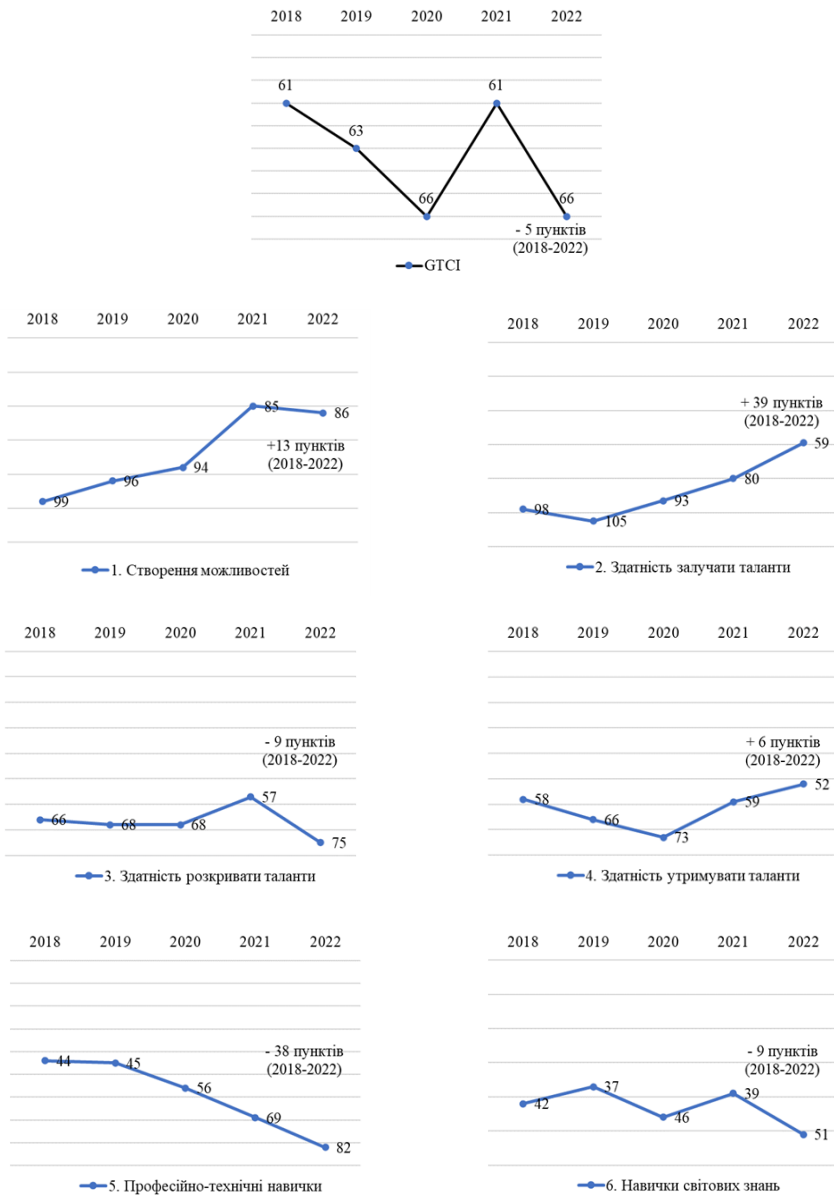 2018 2019 2020 2021 2022
61
61
63
66
66
- 5 пунктів
(2018-2022)
GTCI
2018 2019 2020 2021 2022
85
86
94
96
99
+13 пунктів
(2018-2022)
1. Створення можливостей
2018 2019 2020 2021 2022
+ 39 пунктів
(2018-2022)
59
80
93
98
105
2. Здатність залучати таланти
2018 2019 2020 2021 2022
- 9 пунктів
(2018-2022)
57
66
68
68
75
3. Здатність розкривати таланти
2018 2019 2020 2021 2022
+ 6 пунктів
(2018-2022)
52
58
59
66
73
4. Здатність утримувати таланти
2018 2019 2020 2021 2022
- 38 пунктів
(2018-2022)
44
45
56
69
82
5. Професійно-технічні навички
2018 2019 2020 2021 2022
- 9 пунктів
(2018-2022)
37
39
42
46
51
6. Навички світових знань